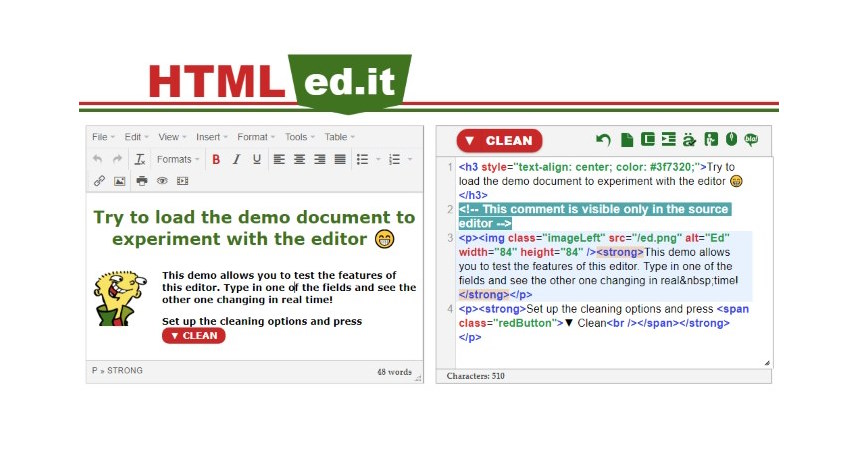 HTML ed.it
File Edit View Insert Format Tools Table
Formats B I U
Try to load the demo document to
experiment with the editor 😁
This demo allows you to test the features of
this editor. Type in one of the fields and see the
other one changing in real time!
Set up the cleaning options and press
▼ CLEAN
P » STRONG
48 words
▼ CLEAN
bla!
1 <h3 style="text-align: center; color: #3f7320;">Try to
load the demo document to experiment with the editor 😁
</h3>
2 <!-- This comment is visible only in the source
editor -->
3 <p><img class="imageLeft" src="/ed.png" alt="Ed"
width="84" height="84" /><strong>This demo allows
you to test the features of this editor. Type in one of the
fields and see the other one changing in real&nbsp;time!
</strong></p>
4 <p><strong>Set up the cleaning options and press <span
class="redButton">▼ Clean<br /></span></strong>
</p>
Characters: 510